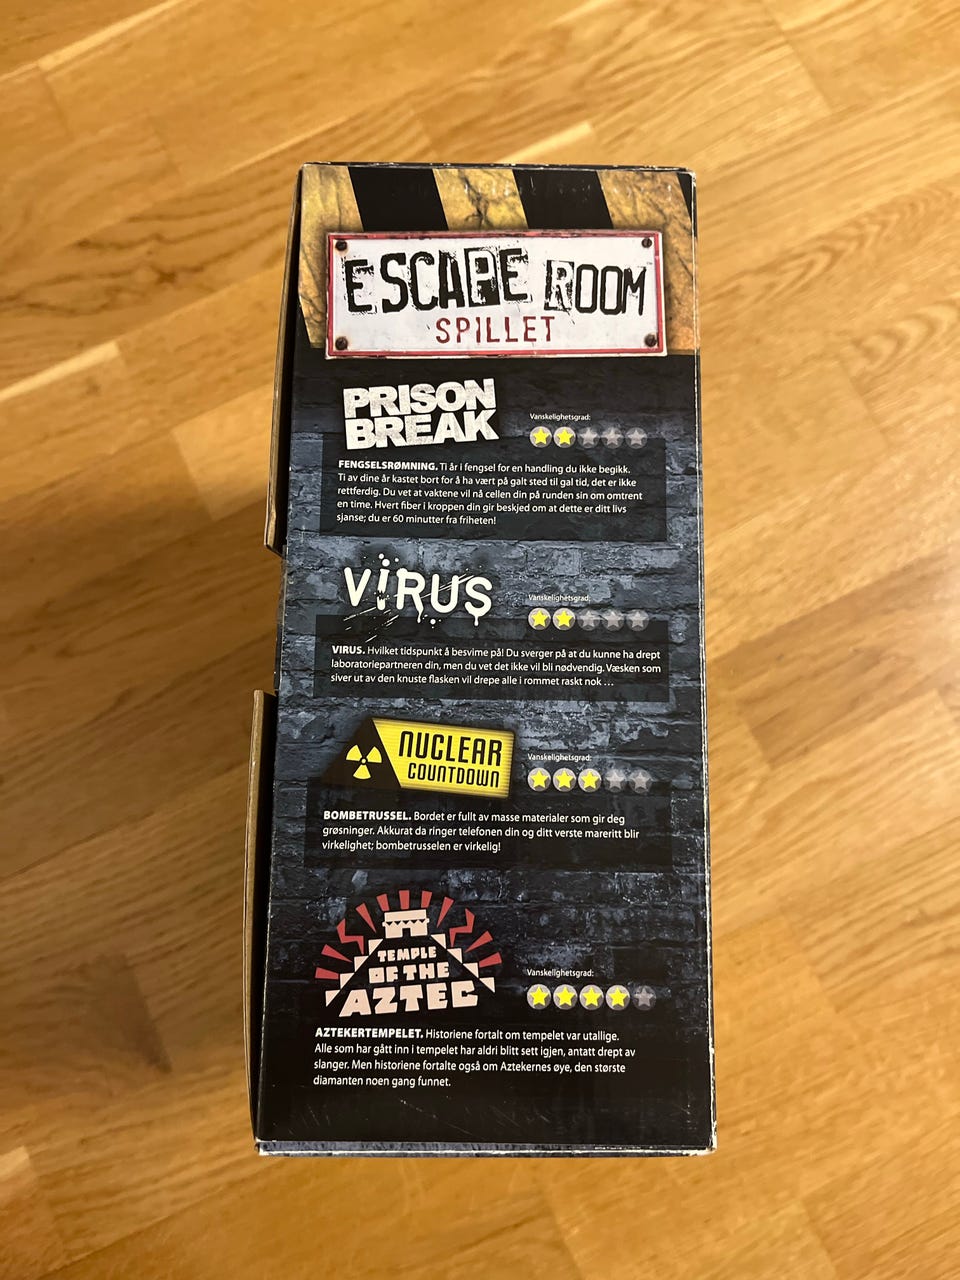 ESCAPE ROOM
SPILLET
PRISON
BREAK
Vanskelighetsgrad:
FENGSELSRØMNING. Ti år i fengsel for en handling du ikke begikk.
Ti av dine år kastet bort for å ha vært på galt sted til gal tid, det er ikke
rettferdig. Du vet at vaktene vil nå cellen din på runden sin om omtrent
en time. Hvert fiber i kroppen din gir beskjed om at dette er ditt livs
sjanse; du er 60 minutter fra friheten!
ViRUS
Vanskelighetsgrad:
VIRUS. Hvilket tidspunkt å besvime på! Du sverger på at du kunne ha drept
laboratoriepartneren din, men du vet det ikke vil bli nødvendig. Væsken som
siver ut av den knuste flasken vil drepe alle i rommet raskt nok ...
NUCLEAR
COUNTDOWN
Vanskelighetsgrad:
BOMBETRUSSEL. Bordet er fullt av masse materialer som gir deg
grøsninger. Akkurat da ringer telefonen din og ditt verste mareritt blir
virkelighet; bombetrusselen er virkelig!
TEMPLE
OF THE
AZTEC
Vanskelighetsgrad:
AZTEKERTEMPELET. Historiene fortalt om tempelet var utallige.
Alle som har gått inn i tempelet har aldri blitt sett igjen, antatt drept av
slanger. Men historiene fortalte også om Aztekernes øye, den største
diamanten noen gang funnet.